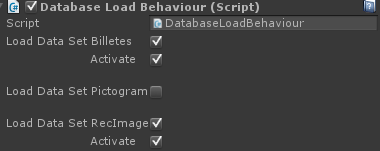 Database Load Behaviour (Script)
Script DatabaseLoadBehaviour
Load Data Set Billetes
Activate
Load Data Set Pictogram
Load Data Set RecImage
Activate